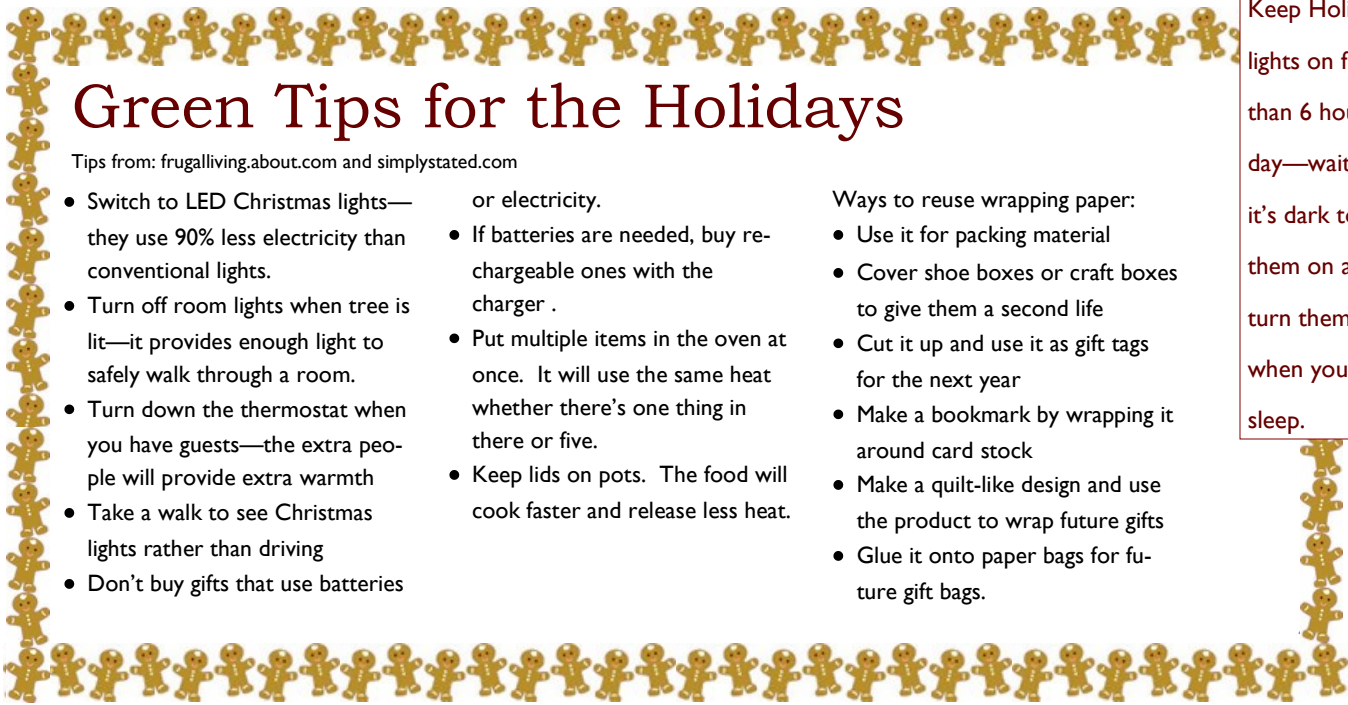 Green Tips for the Holidays
Tips from: frugalliving.about.com and simplystated.com
• Switch to LED Christmas lights—
they use 90% less electricity than
conventional lights.
• Turn off room lights when tree is
lit—it provides enough light to
safely walk through a room.
• Turn down the thermostat when
you have guests—the extra peo-
ple will provide extra warmth
• Take a walk to see Christmas
lights rather than driving
• Don't buy gifts that use batteries
or electricity.
• If batteries are needed, buy re-
chargeable ones with the
charger .
• Put multiple items in the oven at
once.  It will use the same heat
whether there's one thing in
there or five.
• Keep lids on pots.  The food will
cook faster and release less heat.
Ways to reuse wrapping paper:
• Use it for packing material
• Cover shoe boxes or craft boxes
to give them a second life
• Cut it up and use it as gift tags
for the next year
• Make a bookmark by wrapping it
around card stock
• Make a quilt-like design and use
the product to wrap future gifts
• Glue it onto paper bags for fu-
ture gift bags.
Keep
lights on
than 6
day—wait
it's dark
them on
turn them
when you
sleep.